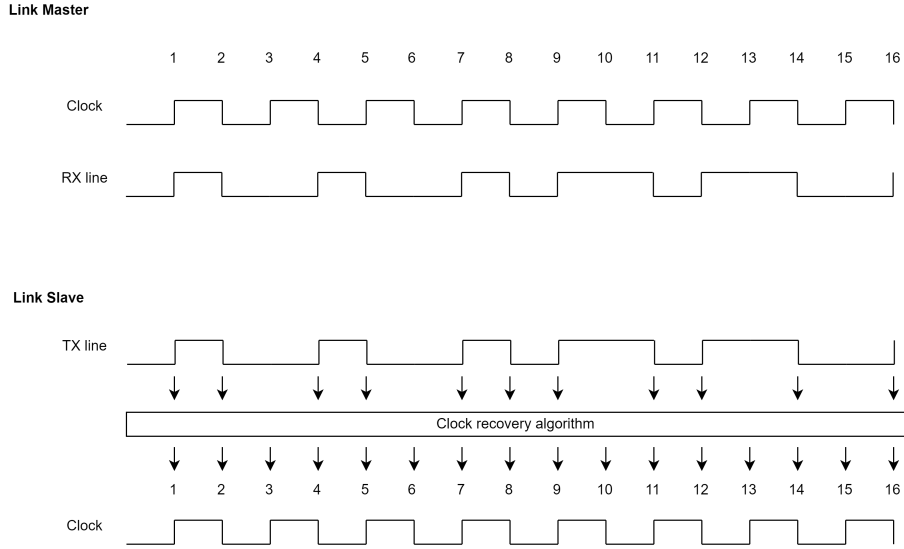 Link Master
1 2 3 4 5 6 7 8 9 10 11 12 13 14 15 16
Clock
RX line
Link Slave
TX line
Clock recovery algorithm
1 2 3 4 5 6 7 8 9 10 11 12 13 14 15 16
Clock